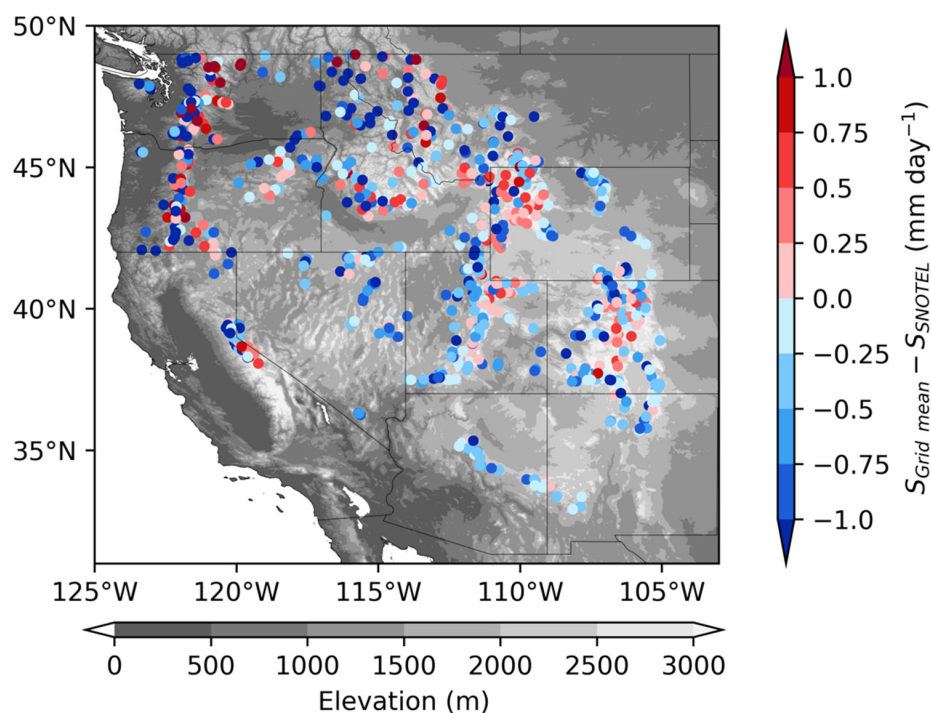 50°N
45°N
40°N
35°N
125°W 120°W 115°W 110°W 105°W
0 500 1000 1500 2000 2500 3000
Elevation (m)
1.0
0.75
0.5
0.25
0.0
−0.25
−0.5
−0.75
−1.0
S_Grid mean − S_SNOTEL (mm day⁻¹)